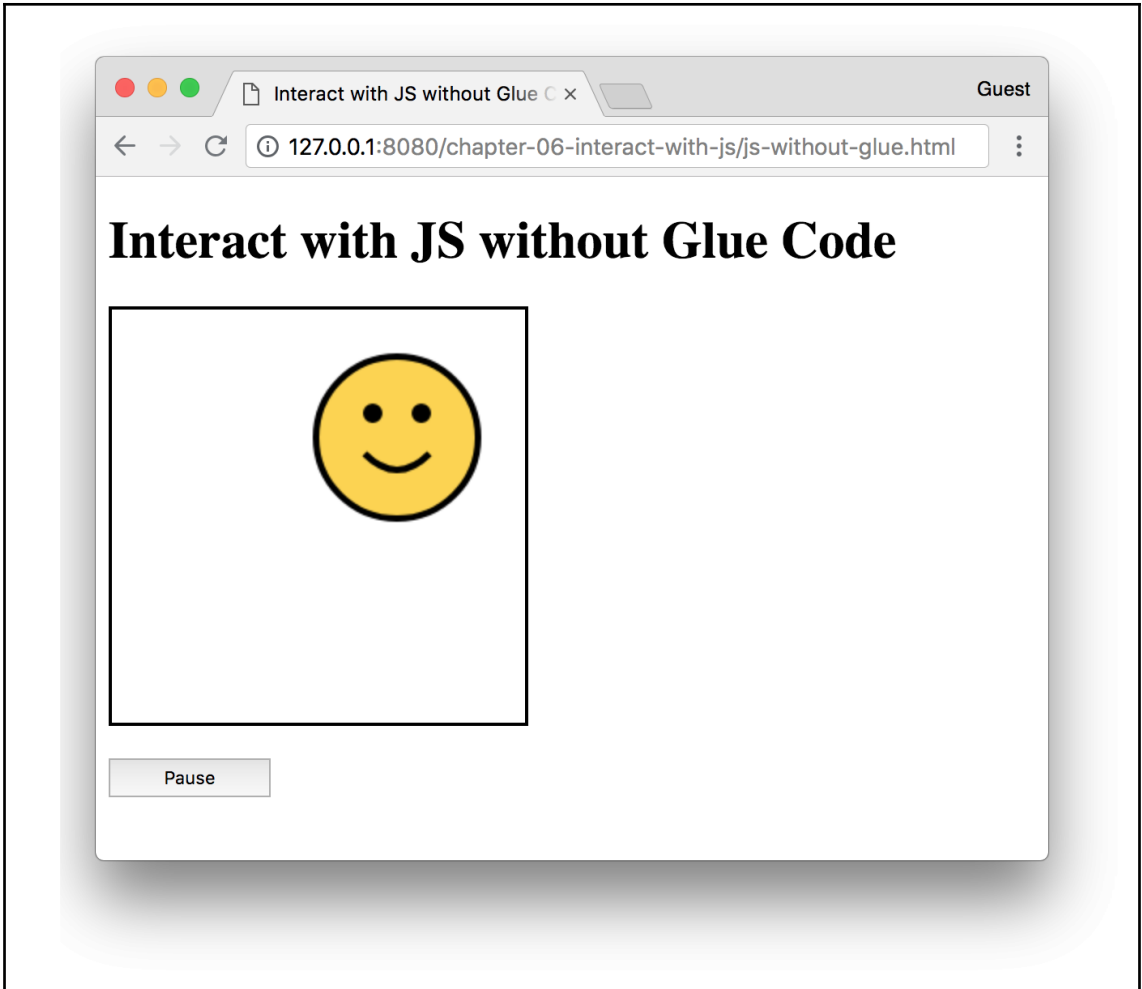 Interact with JS without Glue C
Guest
127.0.0.1:8080/chapter-06-interact-with-js/js-without-glue.html
Interact with JS without Glue Code
Pause